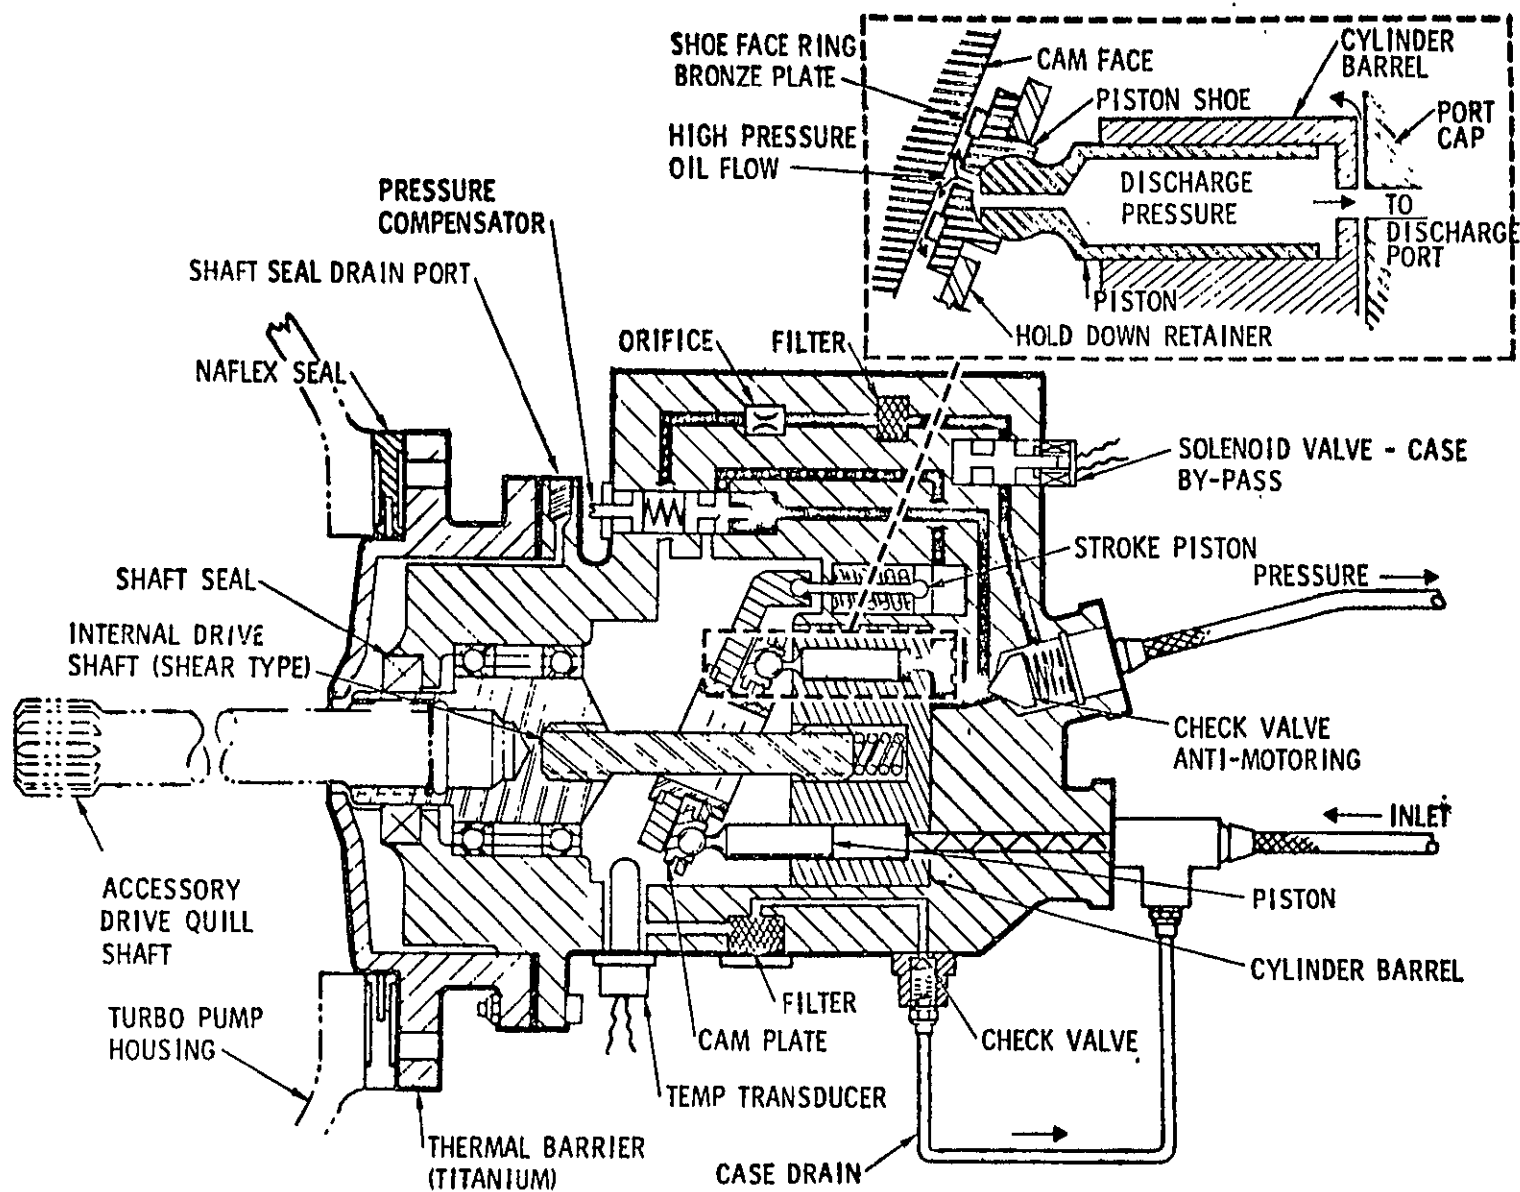 SHOE FACE RING
BRONZE PLATE
CAM FACE
CYLINDER
BARREL
PISTON SHOE
PORT
CAP
HIGH PRESSURE
OIL FLOW
DISCHARGE
PRESSURE
TO
DISCHARGE
PORT
PISTON
HOLD DOWN RETAINER
PRESSURE
COMPENSATOR
SHAFT SEAL DRAIN PORT
NAFLEX SEAL
ORIFICE
FILTER
SOLENOID VALVE - CASE
BY-PASS
STROKE PISTON
PRESSURE
SHAFT SEAL
INTERNAL DRIVE
SHAFT (SHEAR TYPE)
CHECK VALVE
ANTI-MOTORING
INLET
ACCESSORY
DRIVE QUILL
SHAFT
PISTON
CYLINDER BARREL
FILTER
CAM PLATE
CHECK VALVE
TURBO PUMP
HOUSING
TEMP TRANSDUCER
THERMAL BARRIER
(TITANIUM)
CASE DRAIN